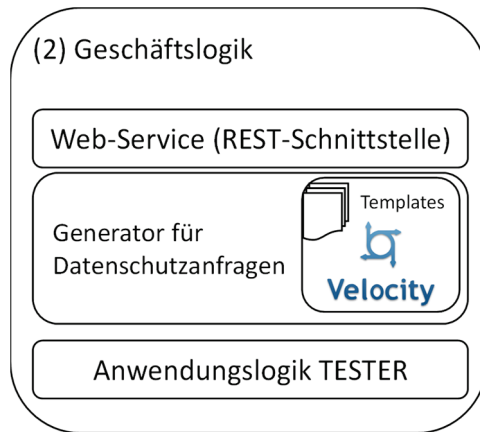 (2) Geschäftslogik
Web-Service (REST-Schnittstelle)
Generator für
Datenschutzanfragen
Templates
Velocity
Anwendungslogik TESTER